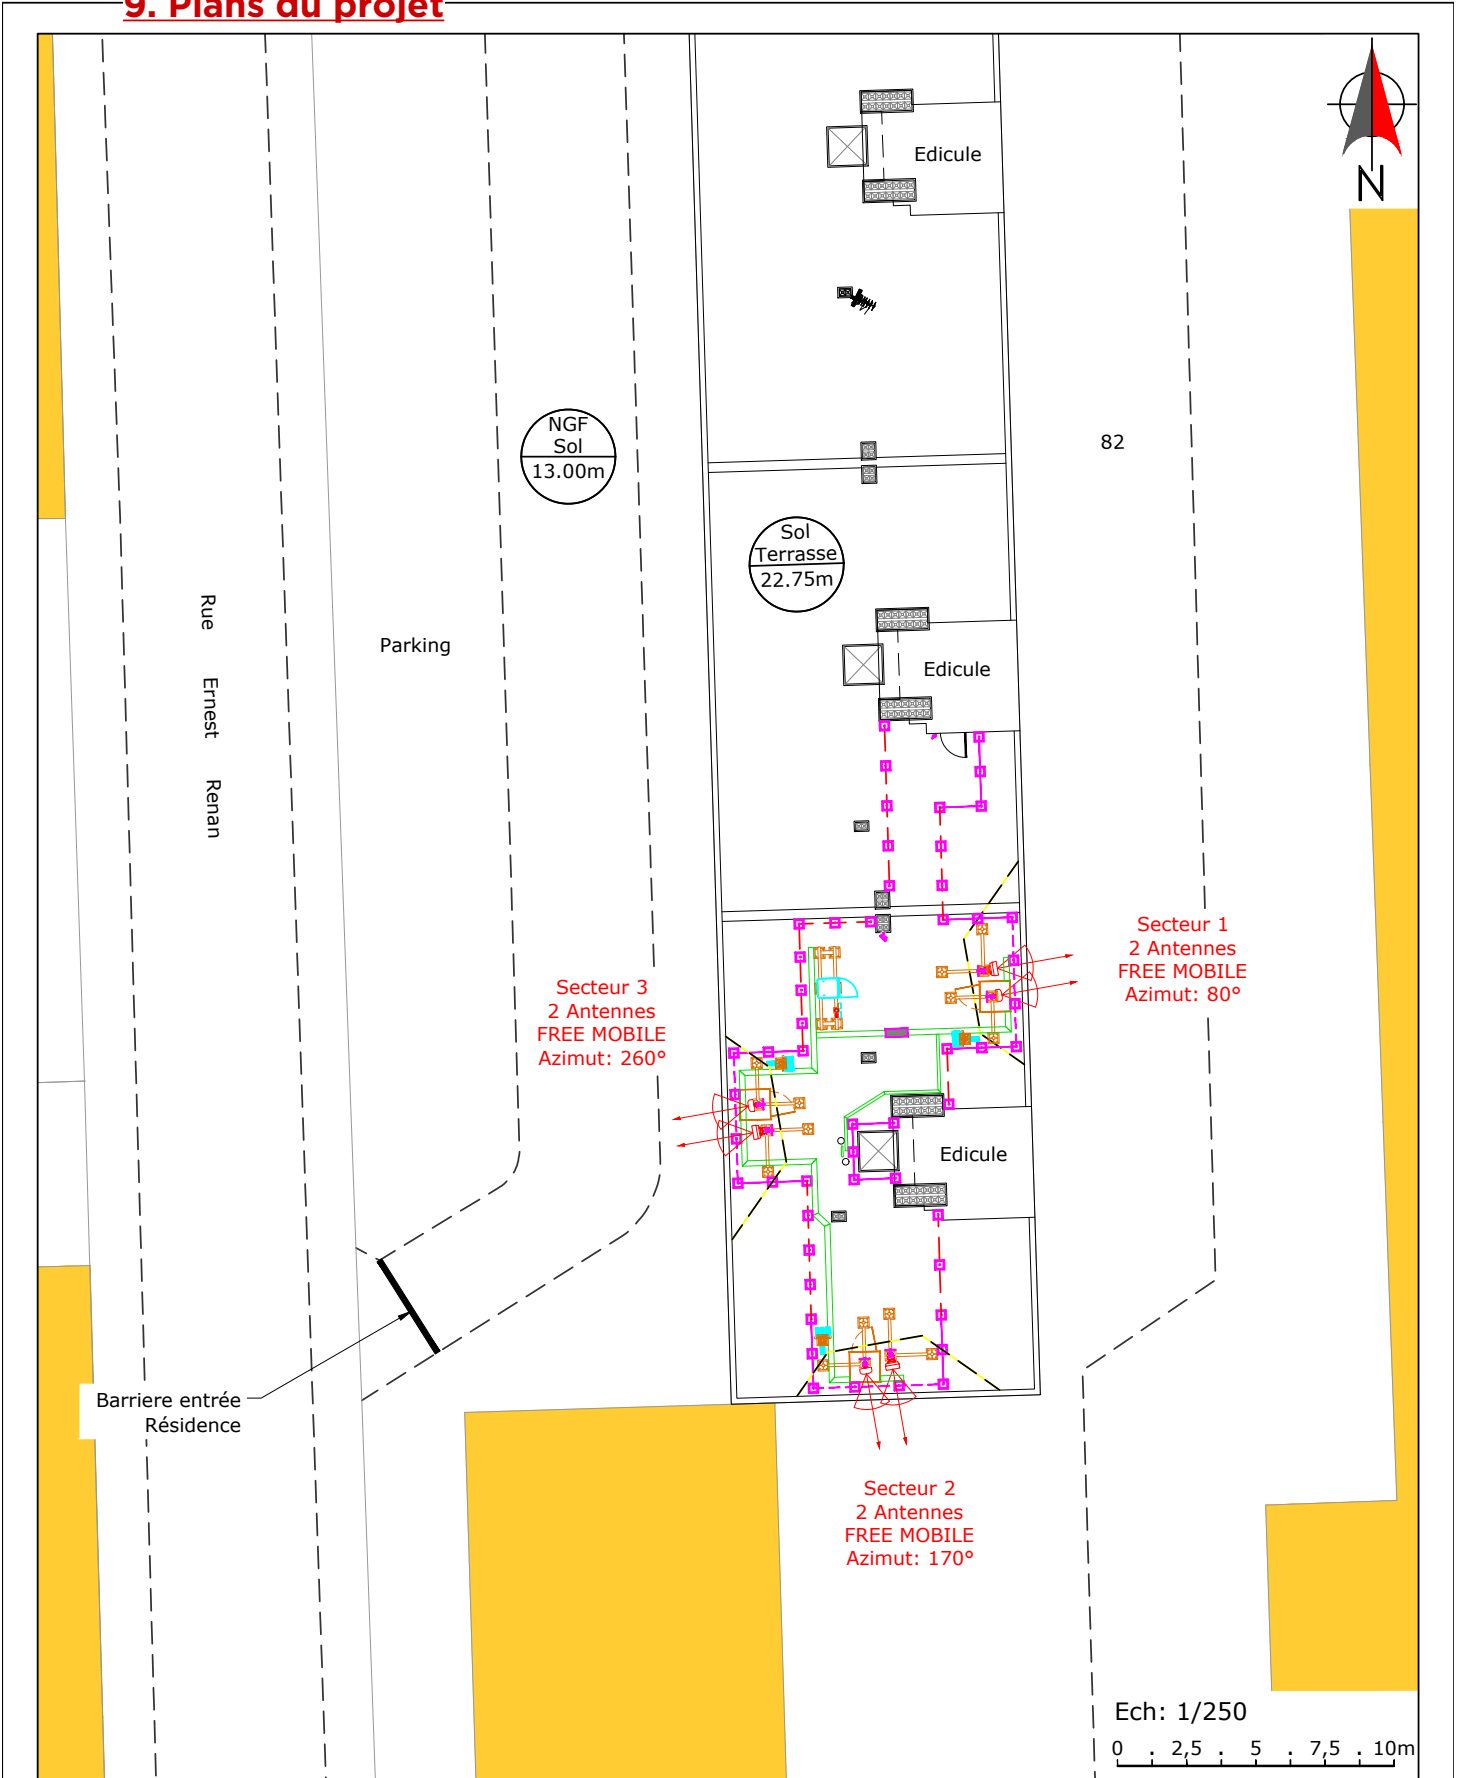 9. Plans du projet
N
Edicule
NGF
Sol
13.00m
82
Sol
Terrasse
22.75m
Rue Ernest Renan
Parking
Edicule
Secteur 1
2 Antennes
FREE MOBILE
Azimut: 80°
Secteur 3
2 Antennes
FREE MOBILE
Azimut: 260°
Edicule
Barriere entrée
Résidence
Secteur 2
2 Antennes
FREE MOBILE
Azimut: 170°
Ech: 1/250
0 . 2,5 . 5 . 7,5 . 10m